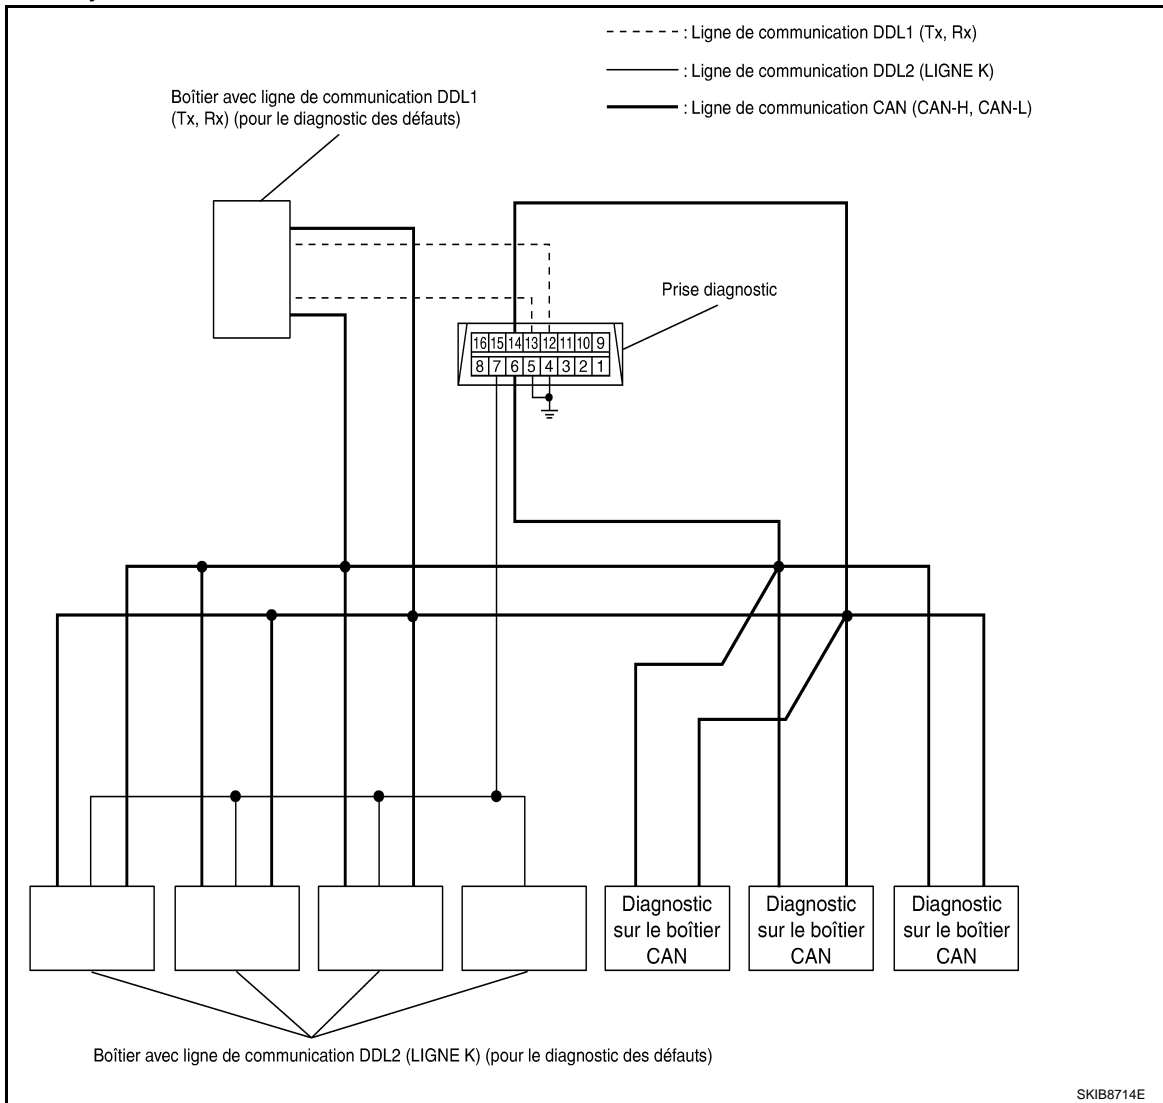 : Ligne de communication DDL1 (Tx, Rx)
: Ligne de communication DDL2 (LIGNE K)
: Ligne de communication CAN (CAN-H, CAN-L)
Boîtier avec ligne de communication DDL1
(Tx, Rx) (pour le diagnostic des défauts)
Prise diagnostic
16 15 14 13 12 11 10 9
8 7 6 5 4 3 2 1
Diagnostic
sur le boîtier
CAN
Diagnostic
sur le boîtier
CAN
Diagnostic
sur le boîtier
CAN
Boîtier avec ligne de communication DDL2 (LIGNE K) (pour le diagnostic des défauts)
SKIB8714E